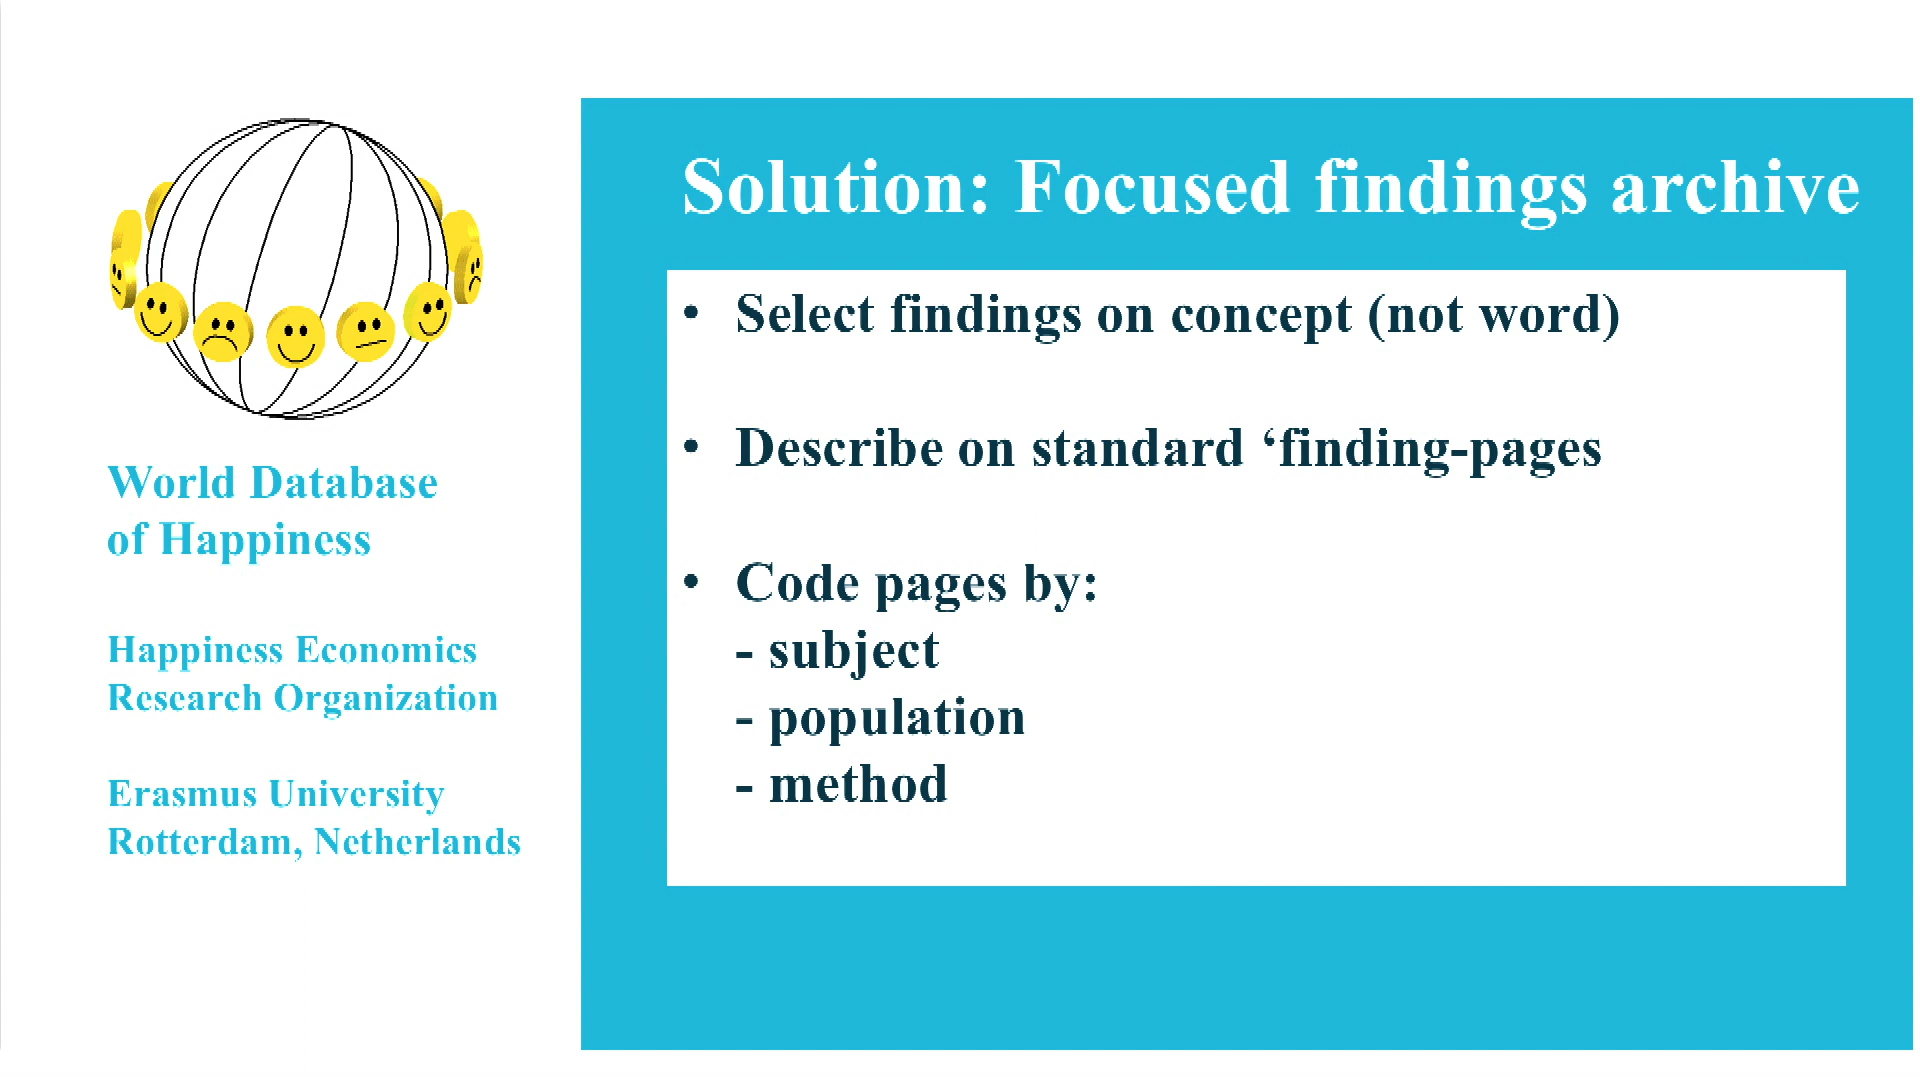 World Database
of Happiness
Happiness Economics
Research Organization
Erasmus University
Rotterdam, Netherlands
Solution: Focused findings archive
• Select findings on concept (not word)
• Describe on standard ‘finding-pages
• Code pages by:
- subject
- population
- method